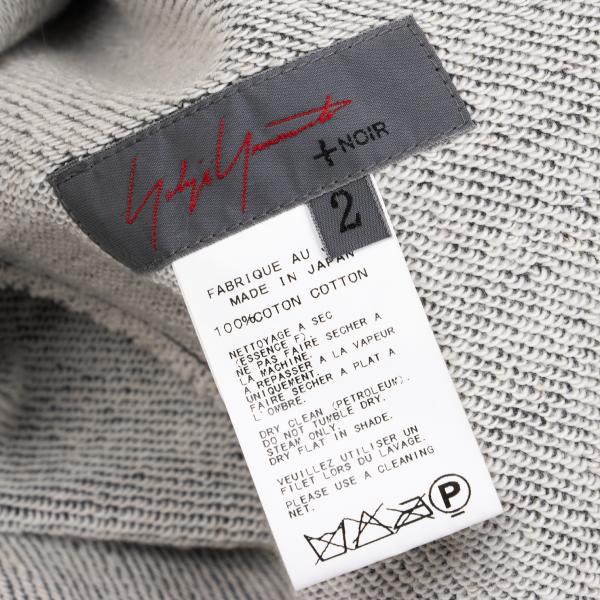 Yohji Yamamoto
+NOIR
2
FABRIQUE AU
MADE IN JAPAN
100%COTON COTTON
NETTOYAGE A SEC
(ESSENCE F).
NE PAS FAIRE SECHER A
LA MACHINE.
A REPASSER A LA VAPEUR
UNIQUEMENT.
FAIRE SECHER A PLAT A
L'OMBRE.
DRY CLEAN (PETROLEUM).
DO NOT TUMBLE DRY.
STEAM ONLY.
DRY FLAT IN SHADE.
VEUILLEZ UTILISER UN
FILET LORS DU LAVAGE.
PLEASE USE A CLEANING
NET.
A
P